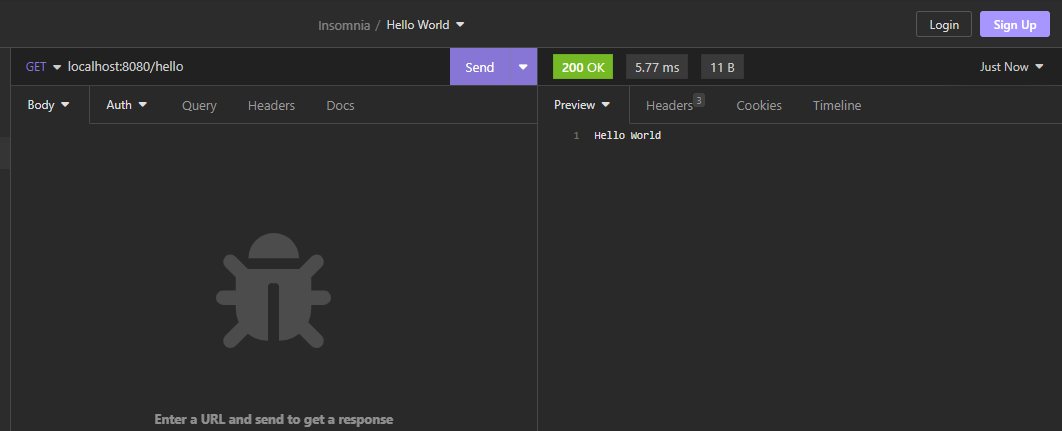 Insomnia / Hello World
Login
Sign Up
GET localhost:8080/hello
Send
200 OK
5.77 ms
11 B
Just Now
Body
Auth
Query
Headers
Docs
Preview
Headers 3
Cookies
Timeline
1 Hello World
Enter a URL and send to get a response